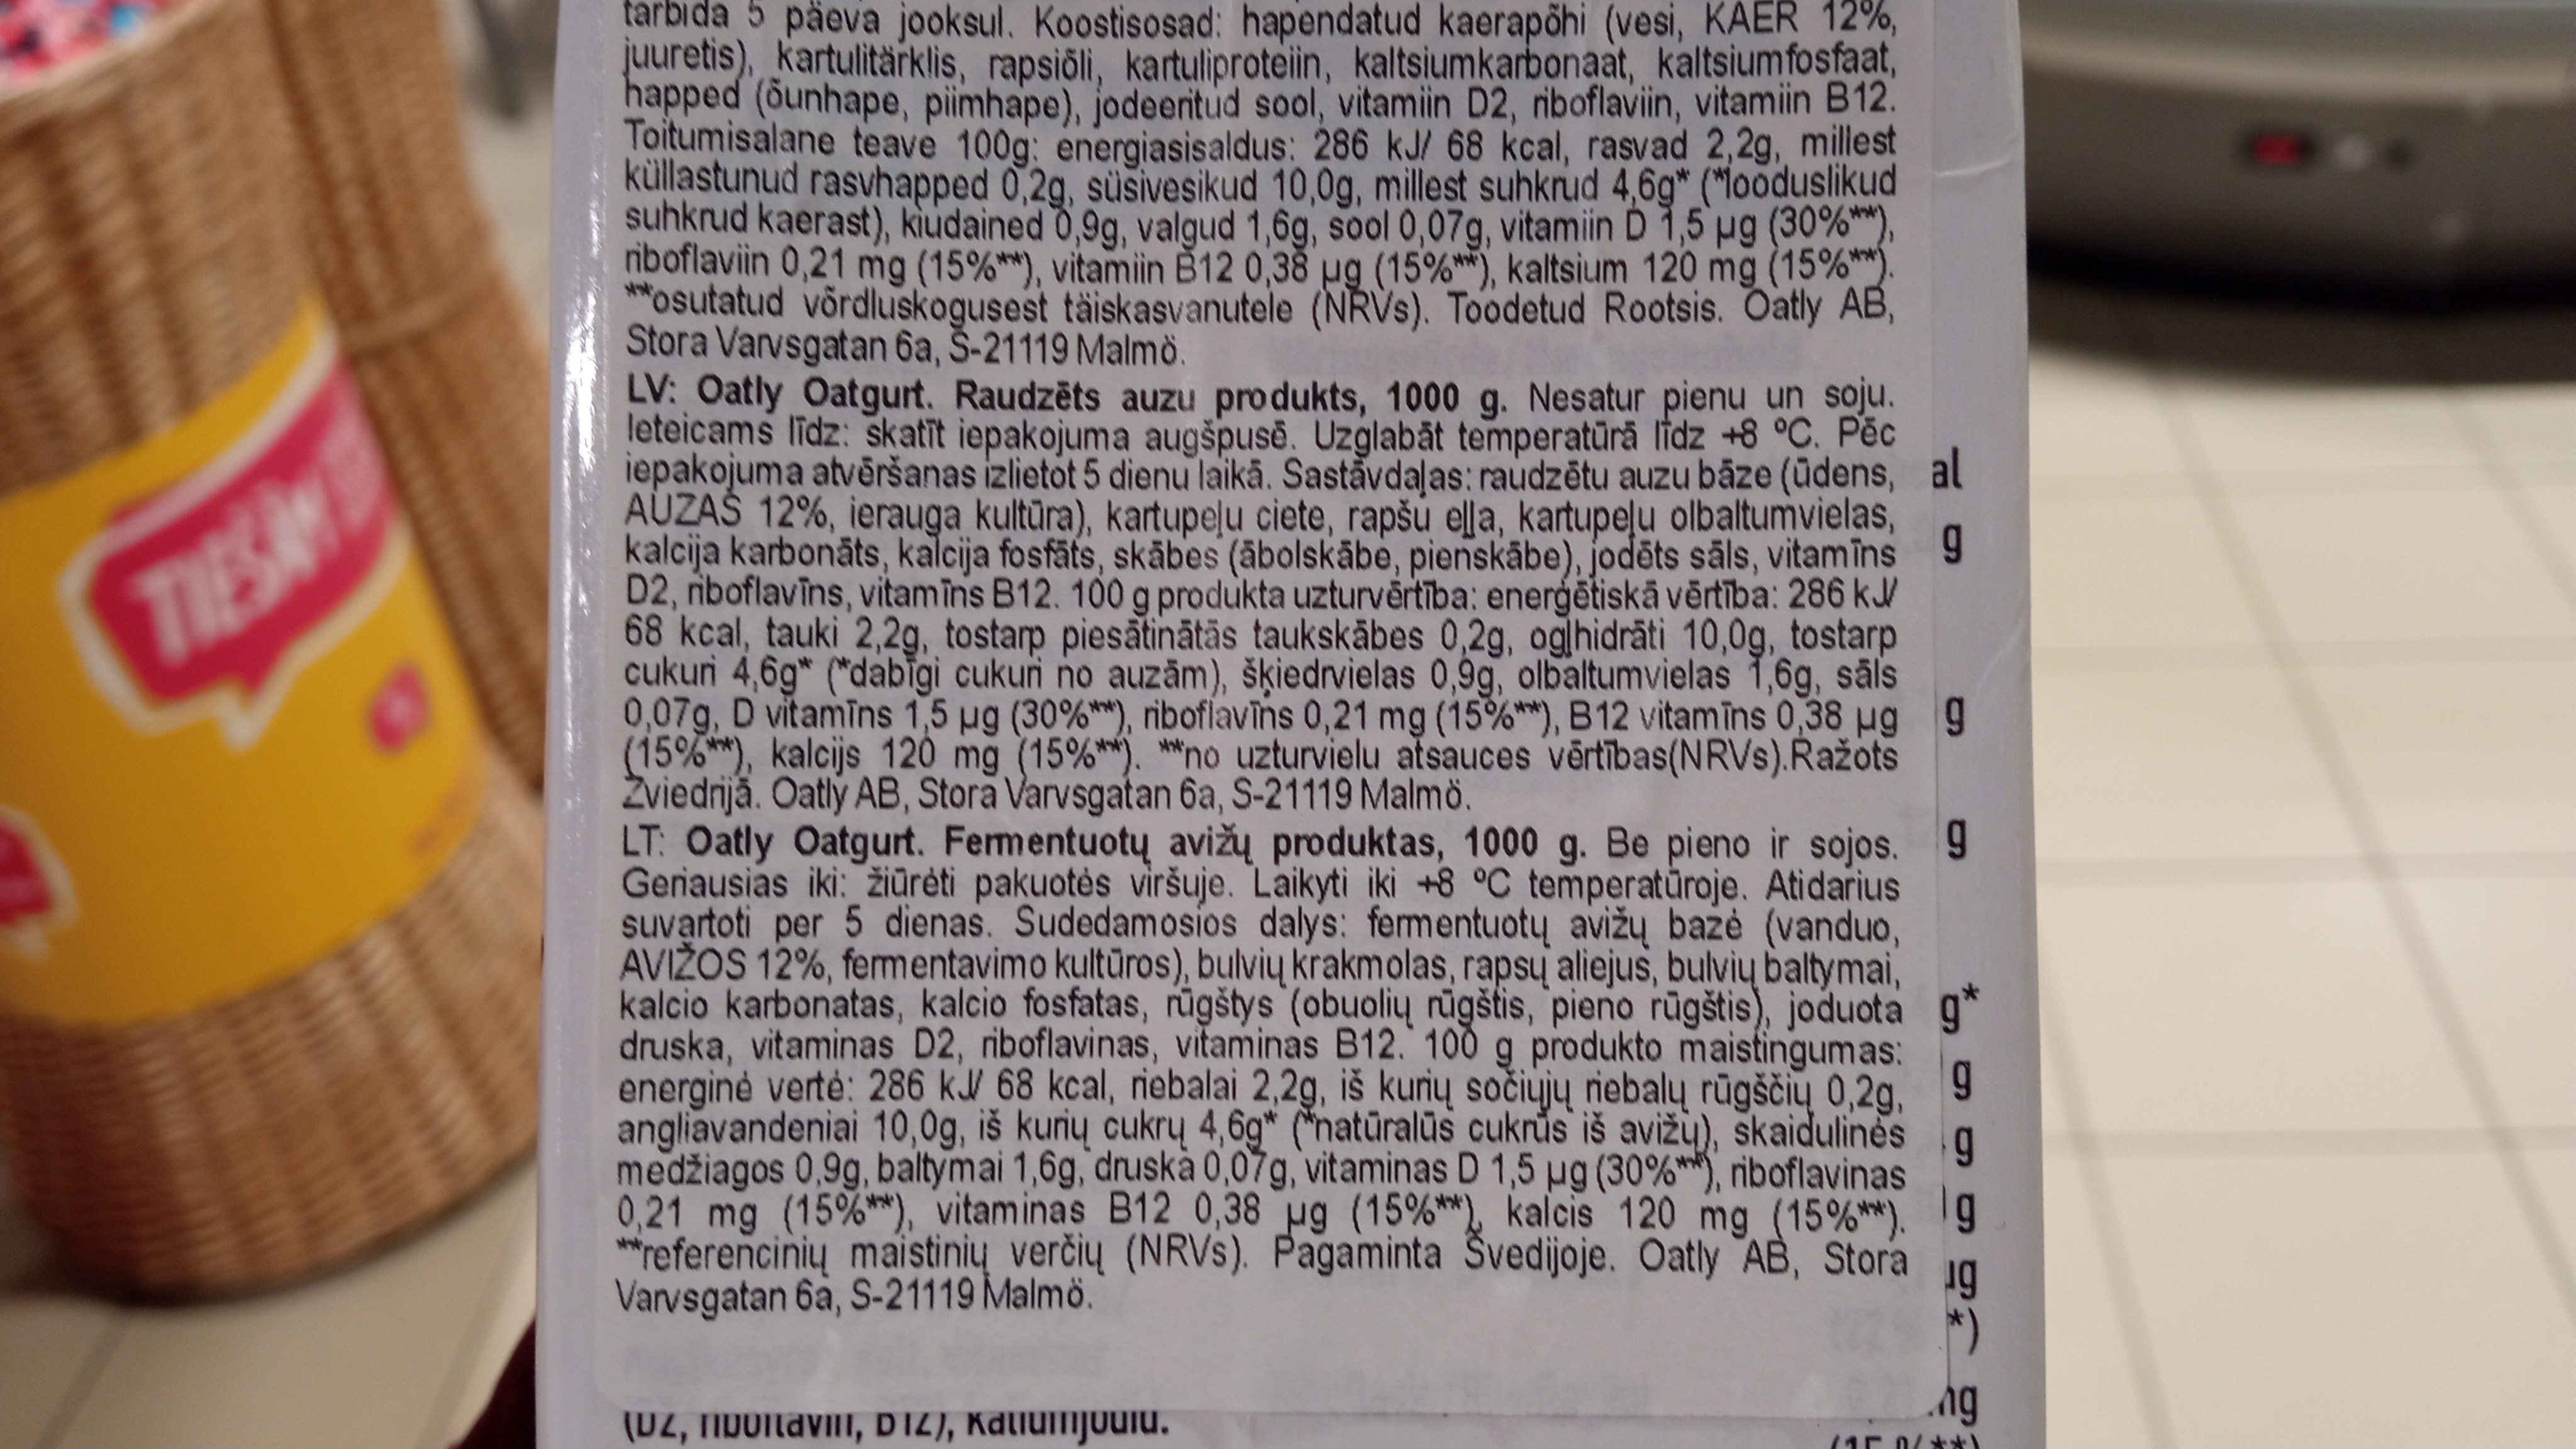 tarbida 5 päeva jooksul. Koostisosad: hapendatud kaerapõhi (vesi, KAER 12%,
juuretis), kartulitärklis, rapsiõli, kartuliproteiin, kaltsiumkarbonaat, kaltsiumfosfaat,
happed (õunhape, piimhape), jodeeritud sool, vitamiin D2, riboflaviin, vitamiin B12.
Toitumisalane teave 100g: energiasisaldus: 286 kJ/ 68 kcal, rasvad 2,2g, millest
küllastunud rasvhapped 0,2g, süsivesikud 10,0g, millest suhkrud 4,6g* (*looduslikud
suhkrud kaerast), kiudained 0,9g, valgud 1,6g, sool 0,07g, vitamiin D 1,5 µg (30%**),
riboflaviin 0,21 mg (15%**), vitamiin B12 0,38 µg (15%**), kaltsium 120 mg (15%**).
**osutatud võrdluskogusest täiskasvanutele (NRVs). Toodetud Rootsis. Oatly AB,
Stora Varvsgatan 6a, S-21119 Malmö.
LV: Oatly Oatgurt. Raudzēts auzu produkts, 1000 g. Nesatur pienu un soju.
Ieteicams līdz: skatīt iepakojuma augšpusē. Uzglabāt temperatūrā līdz +8 ºC. Pēc
iepakojuma atvēršanas izlietot 5 dienu laikā. Sastāvdaļas: raudzētu auzu bāze (ūdens,
AUZAS 12%, ierauga kultūra), kartupeļu ciete, rapšu eļļa, kartupeļu olbaltumvielas,
kalcija karbonāts, kalcija fosfāts, skābes (ābolskābe, pienskābe), jodēts sāls, vitamīns
D2, riboflavīns, vitamīns B12. 100 g produkta uzturvērtība: enerģētiskā vērtība: 286 kJ/
68 kcal, tauki 2,2g, tostarp piesātinātās taukskābes 0,2g, ogļhidrāti 10,0g, tostarp
cukuri 4,6g* (*dabīgi cukuri no auzām), šķiedrvielas 0,9g, olbaltumvielas 1,6g, sāls
0,07g, D vitamīns 1,5 µg (30%**), riboflavīns 0,21 mg (15%**), B12 vitamīns 0,38 µg
(15%**), kalcijs 120 mg (15%**). **no uzturvielu atsauces vērtības(NRVs).Ražots
Zviedrijā. Oatly AB, Stora Varvsgatan 6a, S-21119 Malmö.
LT: Oatly Oatgurt. Fermentuotų avižų produktas, 1000 g. Be pieno ir sojos.
Geriausias iki: žiūrėti pakuotės viršuje. Laikyti iki +8 ºC temperatūroje. Atidarius
suvartoti per 5 dienas. Sudedamosios dalys: fermentuotų avižų bazė (vanduo,
AVIŽOS 12%, fermentavimo kultūros), bulvių krakmolas, rapsų aliejus, bulvių baltymai,
kalcio karbonatas, kalcio fosfatas, rūgštys (obuolių rūgštis, pieno rūgštis), joduota
druska, vitaminas D2, riboflavinas, vitaminas B12. 100 g produkto maistingumas:
energinė vertė: 286 kJ/ 68 kcal, riebalai 2,2g, iš kurių sočiųjų riebalų rūgščių 0,2g,
angliavandeniai 10,0g, iš kurių cukrų 4,6g* (*natūralūs cukrūs iš avižų), skaidulinės
medžiagos 0,9g, baltymai 1,6g, druska 0,07g, vitaminas D 1,5 µg (30%**), riboflavinas
0,21 mg (15%**), vitaminas B12 0,38 µg (15%**), kalcis 120 mg (15%**).
**referencinių maistinių verčių (NRVs). Pagaminta Švedijoje. Oatly AB, Stora
Varvsgatan 6a, S-21119 Malmö.
(D2, riboflavin, B12), kaliumjodid.
al
g
g
g
g*
g
g
g
µg
*)
mg
(15 %**)
TIEŠĀM